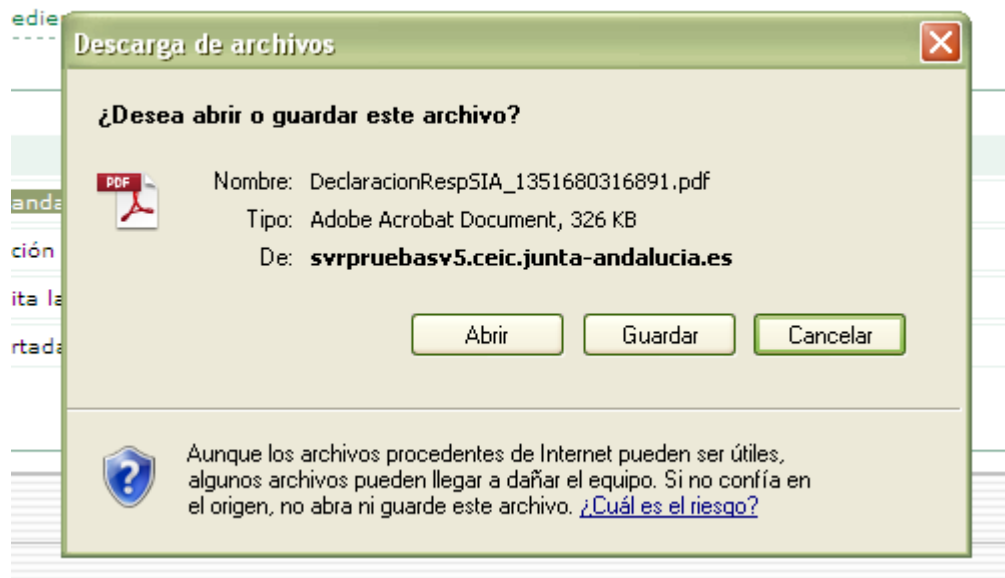 Descarga de archivos
¿Desea abrir o guardar este archivo?
PDF
Nombre: DeclaracionRespSIA_1351680316891.pdf
Tipo: Adobe Acrobat Document, 326 KB
De: svrpruebasv5.ceic.junta-andalucia.es
ción
Abrir Guardar Cancelar
Aunque los archivos procedentes de Internet pueden ser útiles,
algunos archivos pueden llegar a dañar el equipo. Si no confía en
el origen, no abra ni guarde este archivo. ¿Cuál es el riesgo?